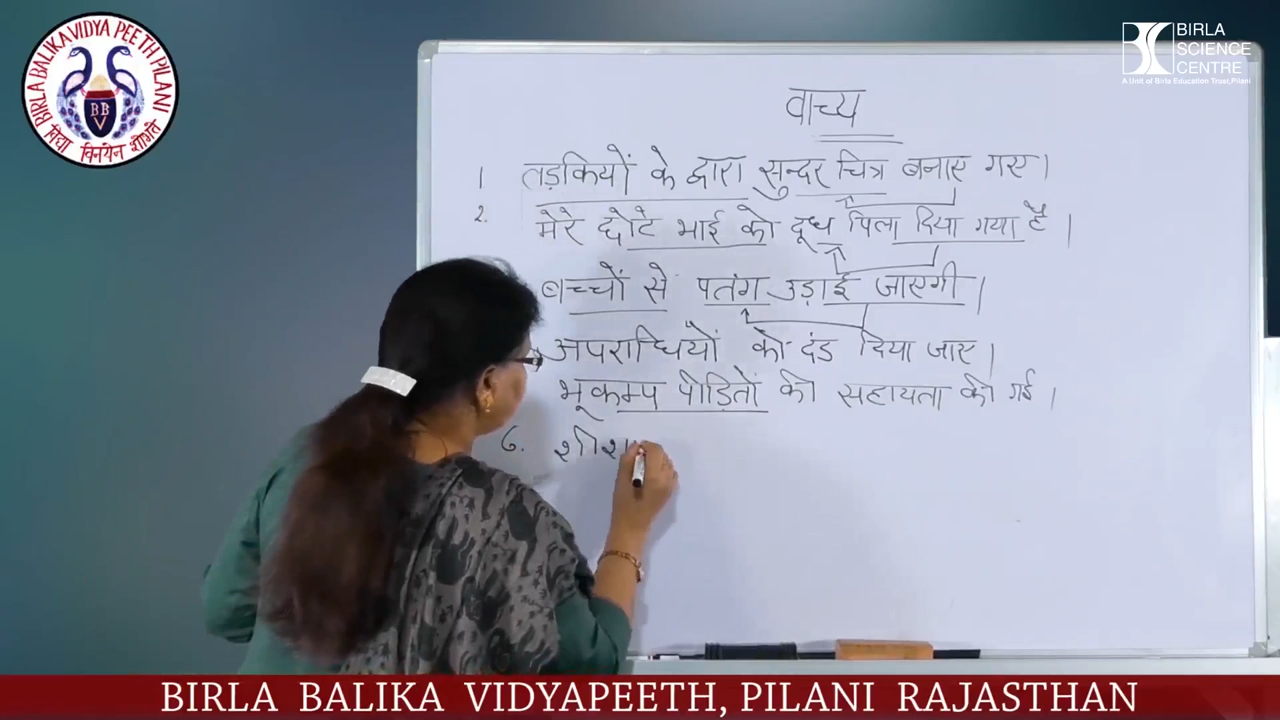 BIRLA BALIKA VIDYA PEETH PILANI
BBV
विद्या विनयेन शोभते
BIRLA
SCIENCE
CENTRE
A Unit of Birla Education Trust,Pilani
वाच्य
1 लड़कियों के द्वारा सुन्दर चित्र बनाए गए।
2. मेरे छोटे भाई को दूध पिला दिया गया है।
बच्चों से पतंग उड़ाई जाएगी।
अपराधियों को दंड दिया जाए।
भूकम्प पीड़ितों की सहायता की गई।
6. शीश
BIRLA BALIKA VIDYAPEETH, PILANI RAJASTHAN